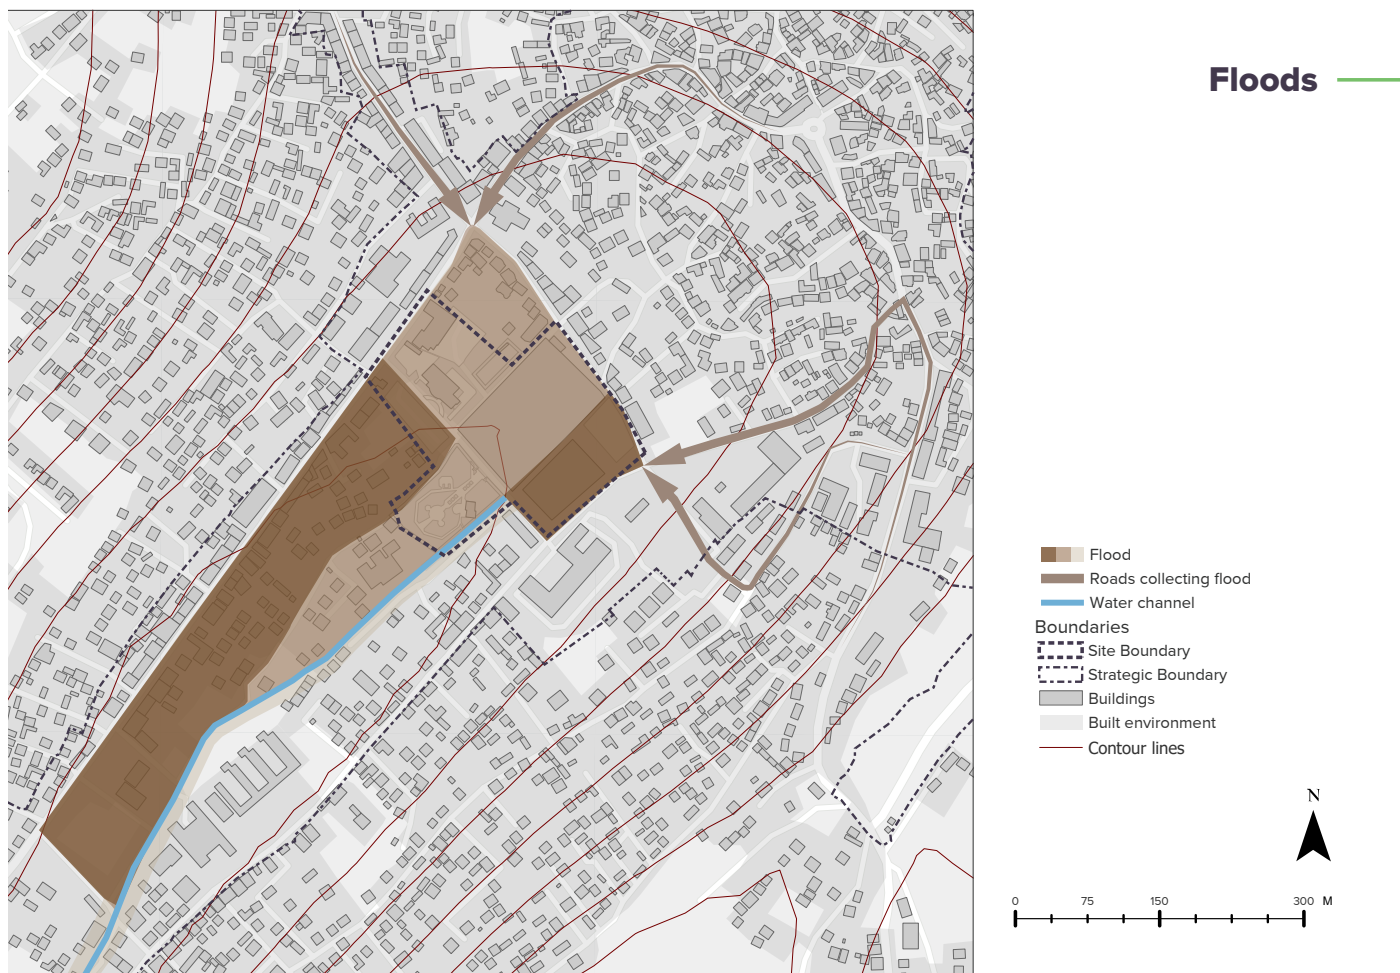 Floods
Flood
Roads collecting flood
Water channel
Boundaries
Site Boundary
Strategic Boundary
Buildings
Built environment
Contour lines
N
0 75 150 300 M